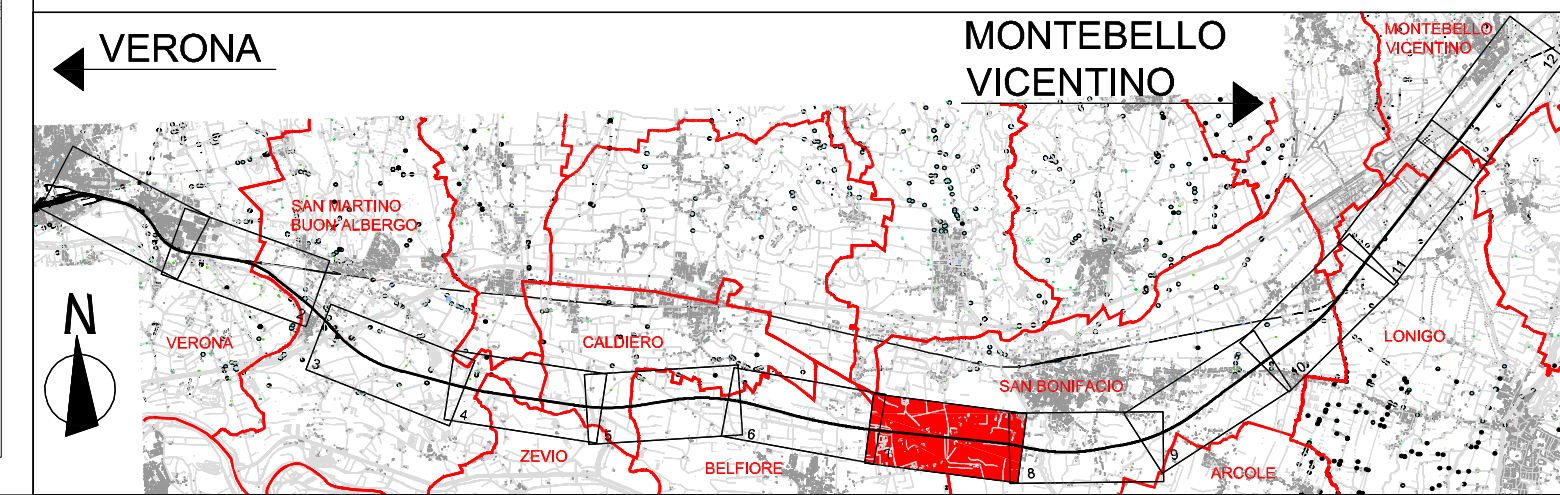 VERONA
MONTEBELLO
VICENTINO
MONTEBELLO
VICENTINO
12
SAN MARTINO
BUON ALBERGO
N
VERONA
3
CALDIERO
LONIGO
11
SAN BONIFACIO
10
4
5
6
7
8
9
ZEVIO
BELFIORE
ARCOLE